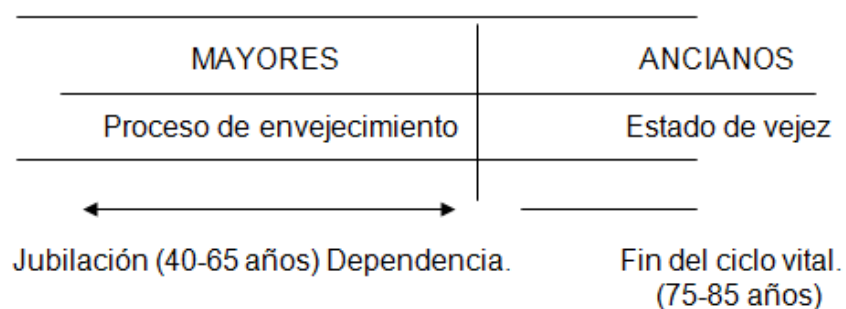 MAYORES ANCIANOS
Proceso de envejecimiento Estado de vejez
Jubilación (40-65 años) Dependencia. Fin del ciclo vital.
(75-85 años)